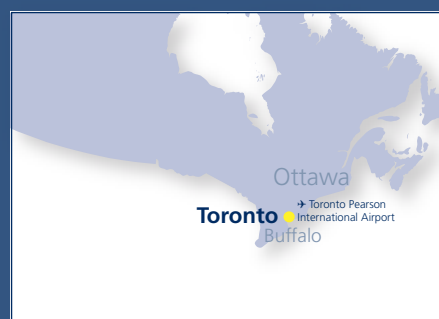 Ottawa
✈ Toronto Pearson
Toronto
International Airport
Buffalo